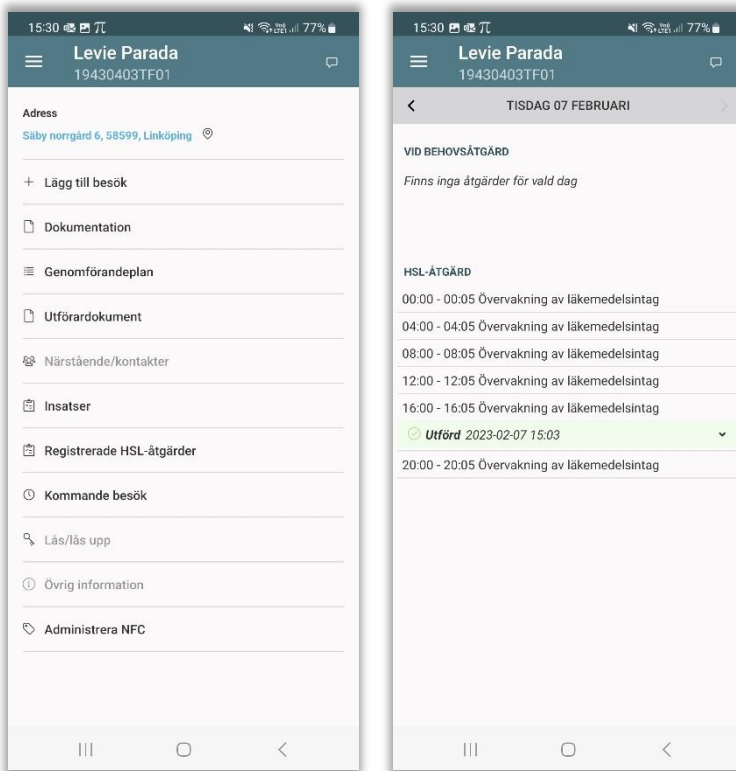 15:30 77%
Levie Parada
19430403TF01
Adress
Säby norrgård 6, 58599, Linköping
+ Lägg till besök
Dokumentation
Genomförandeplan
Utförardokument
Närstående/kontakter
Insatser
Registrerade HSL-åtgärder
Kommande besök
Lås/lås upp
Övrig information
Administrera NFC
15:30 77%
Levie Parada
19430403TF01
TISDAG 07 FEBRUARI
VID BEHOVSÅTGÄRD
Finns inga åtgärder för vald dag
HSL-ÅTGÄRD
00:00 - 00:05 Övervakning av läkemedelsintag
04:00 - 04:05 Övervakning av läkemedelsintag
08:00 - 08:05 Övervakning av läkemedelsintag
12:00 - 12:05 Övervakning av läkemedelsintag
16:00 - 16:05 Övervakning av läkemedelsintag
Utförd 2023-02-07 15:03
20:00 - 20:05 Övervakning av läkemedelsintag